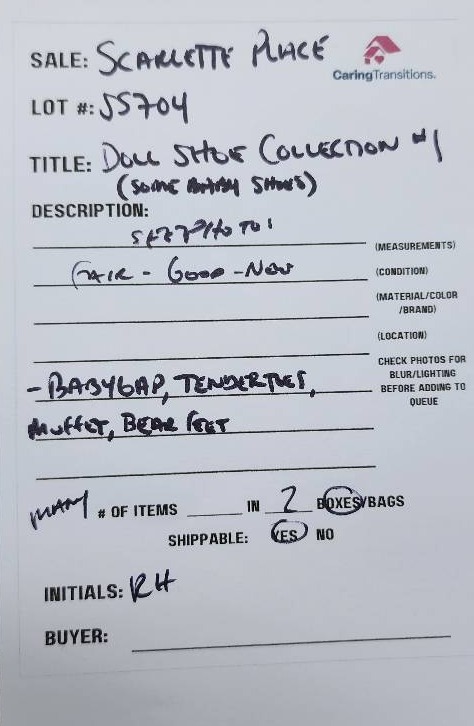 SALE: SCARLETTE PLACE
CaringTransitions.
LOT #: SS704
TITLE: DOLL SHOE COLLECTION #1
(SOME BABY SHOES)
DESCRIPTION:
SEE PHOTOS
(MEASUREMENTS)
FAIR - GOOD - NEW
(CONDITION)
(MATERIAL/COLOR
/BRAND)
(LOCATION)
CHECK PHOTOS FOR
BLUR/LIGHTING
BEFORE ADDING TO
QUEUE
- BABYGAP, TENDERTOES,
MUFFET, BEAR FEET
MANY # OF ITEMS ____ IN 2 BOXES/BAGS
SHIPPABLE: YES NO
INITIALS: RH
BUYER: